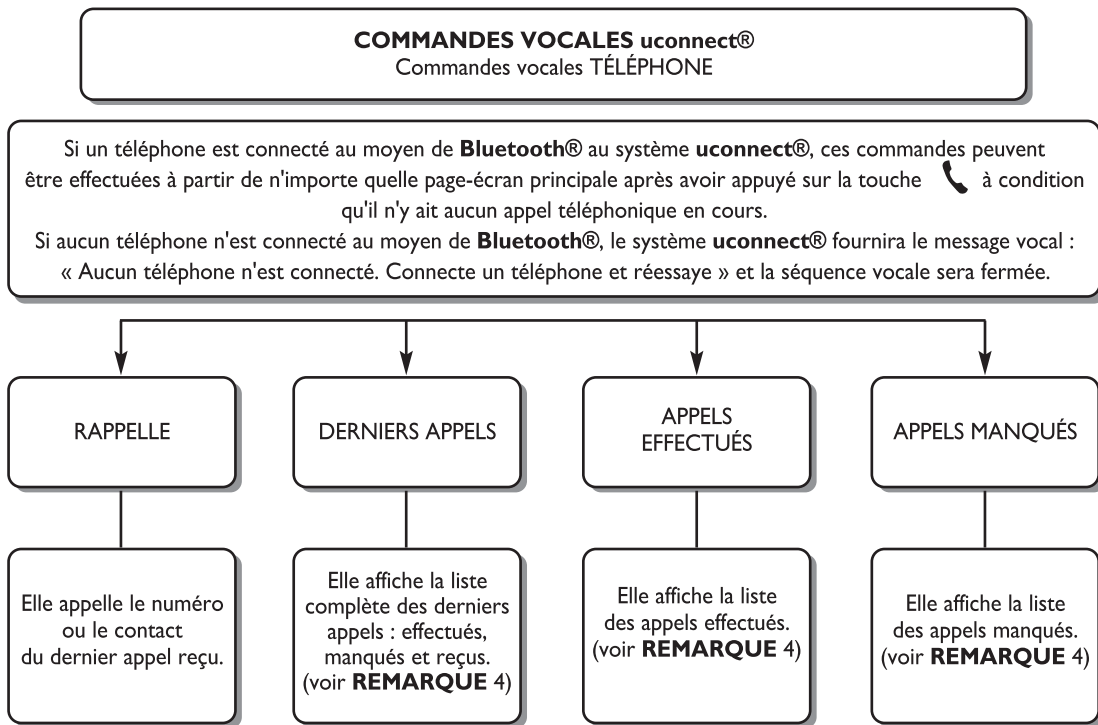 COMMANDES VOCALES uconnect®
Commandes vocales TÉLÉPHONE
Si un téléphone est connecté au moyen de Bluetooth® au système uconnect®, ces commandes peuvent
être effectuées à partir de n'importe quelle page-écran principale après avoir appuyé sur la touche à condition
qu'il n'y ait aucun appel téléphonique en cours.
Si aucun téléphone n'est connecté au moyen de Bluetooth®, le système uconnect® fournira le message vocal :
« Aucun téléphone n'est connecté. Connecte un téléphone et réessaye » et la séquence vocale sera fermée.
RAPPELLE
DERNIERS APPELS
APPELS
EFFECTUÉS
APPELS MANQUÉS
Elle appelle le numéro
ou le contact
du dernier appel reçu.
Elle affiche la liste
complète des derniers
appels : effectués,
manqués et reçus.
(voir REMARQUE 4)
Elle affiche la liste
des appels effectués.
(voir REMARQUE 4)
Elle affiche la liste
des appels manqués.
(voir REMARQUE 4)